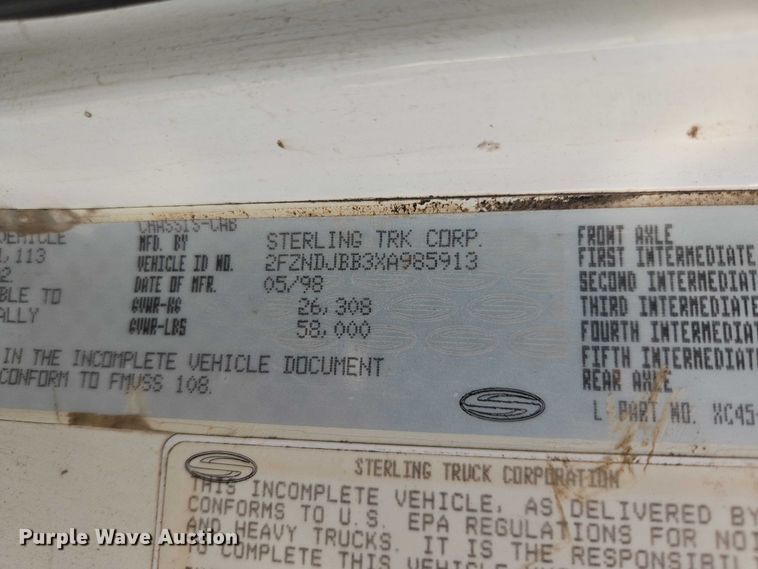 VEHICLE CHASSIS-CAB
113 MFD. BY STERLING TRK CORP. FRONT AXLE
VEHICLE ID NO. 2FZNDJBB3XA985913 FIRST INTERMEDIATE
DATE OF MFR. 05/98 SECOND INTERMEDIATE
BLE TO GVWR-KG 26,308 THIRD INTERMEDIATE
ALLY GVWR-LBS 58,000 FOURTH INTERMEDIATE
FIFTH INTERMEDIATE
IN THE INCOMPLETE VEHICLE DOCUMENT REAR AXLE
CONFORM TO FMVSS 108.
L PART NO. XC45-
STERLING TRUCK CORPORATION
THIS INCOMPLETE VEHICLE, AS DELIVERED BY
CONFORMS TO U.S. EPA REGULATIONS FOR NOI
AND HEAVY TRUCKS. IT IS THE RESPONSIBIL
TO COMPLETE THIS VEHICLE
Purple Wave Auction